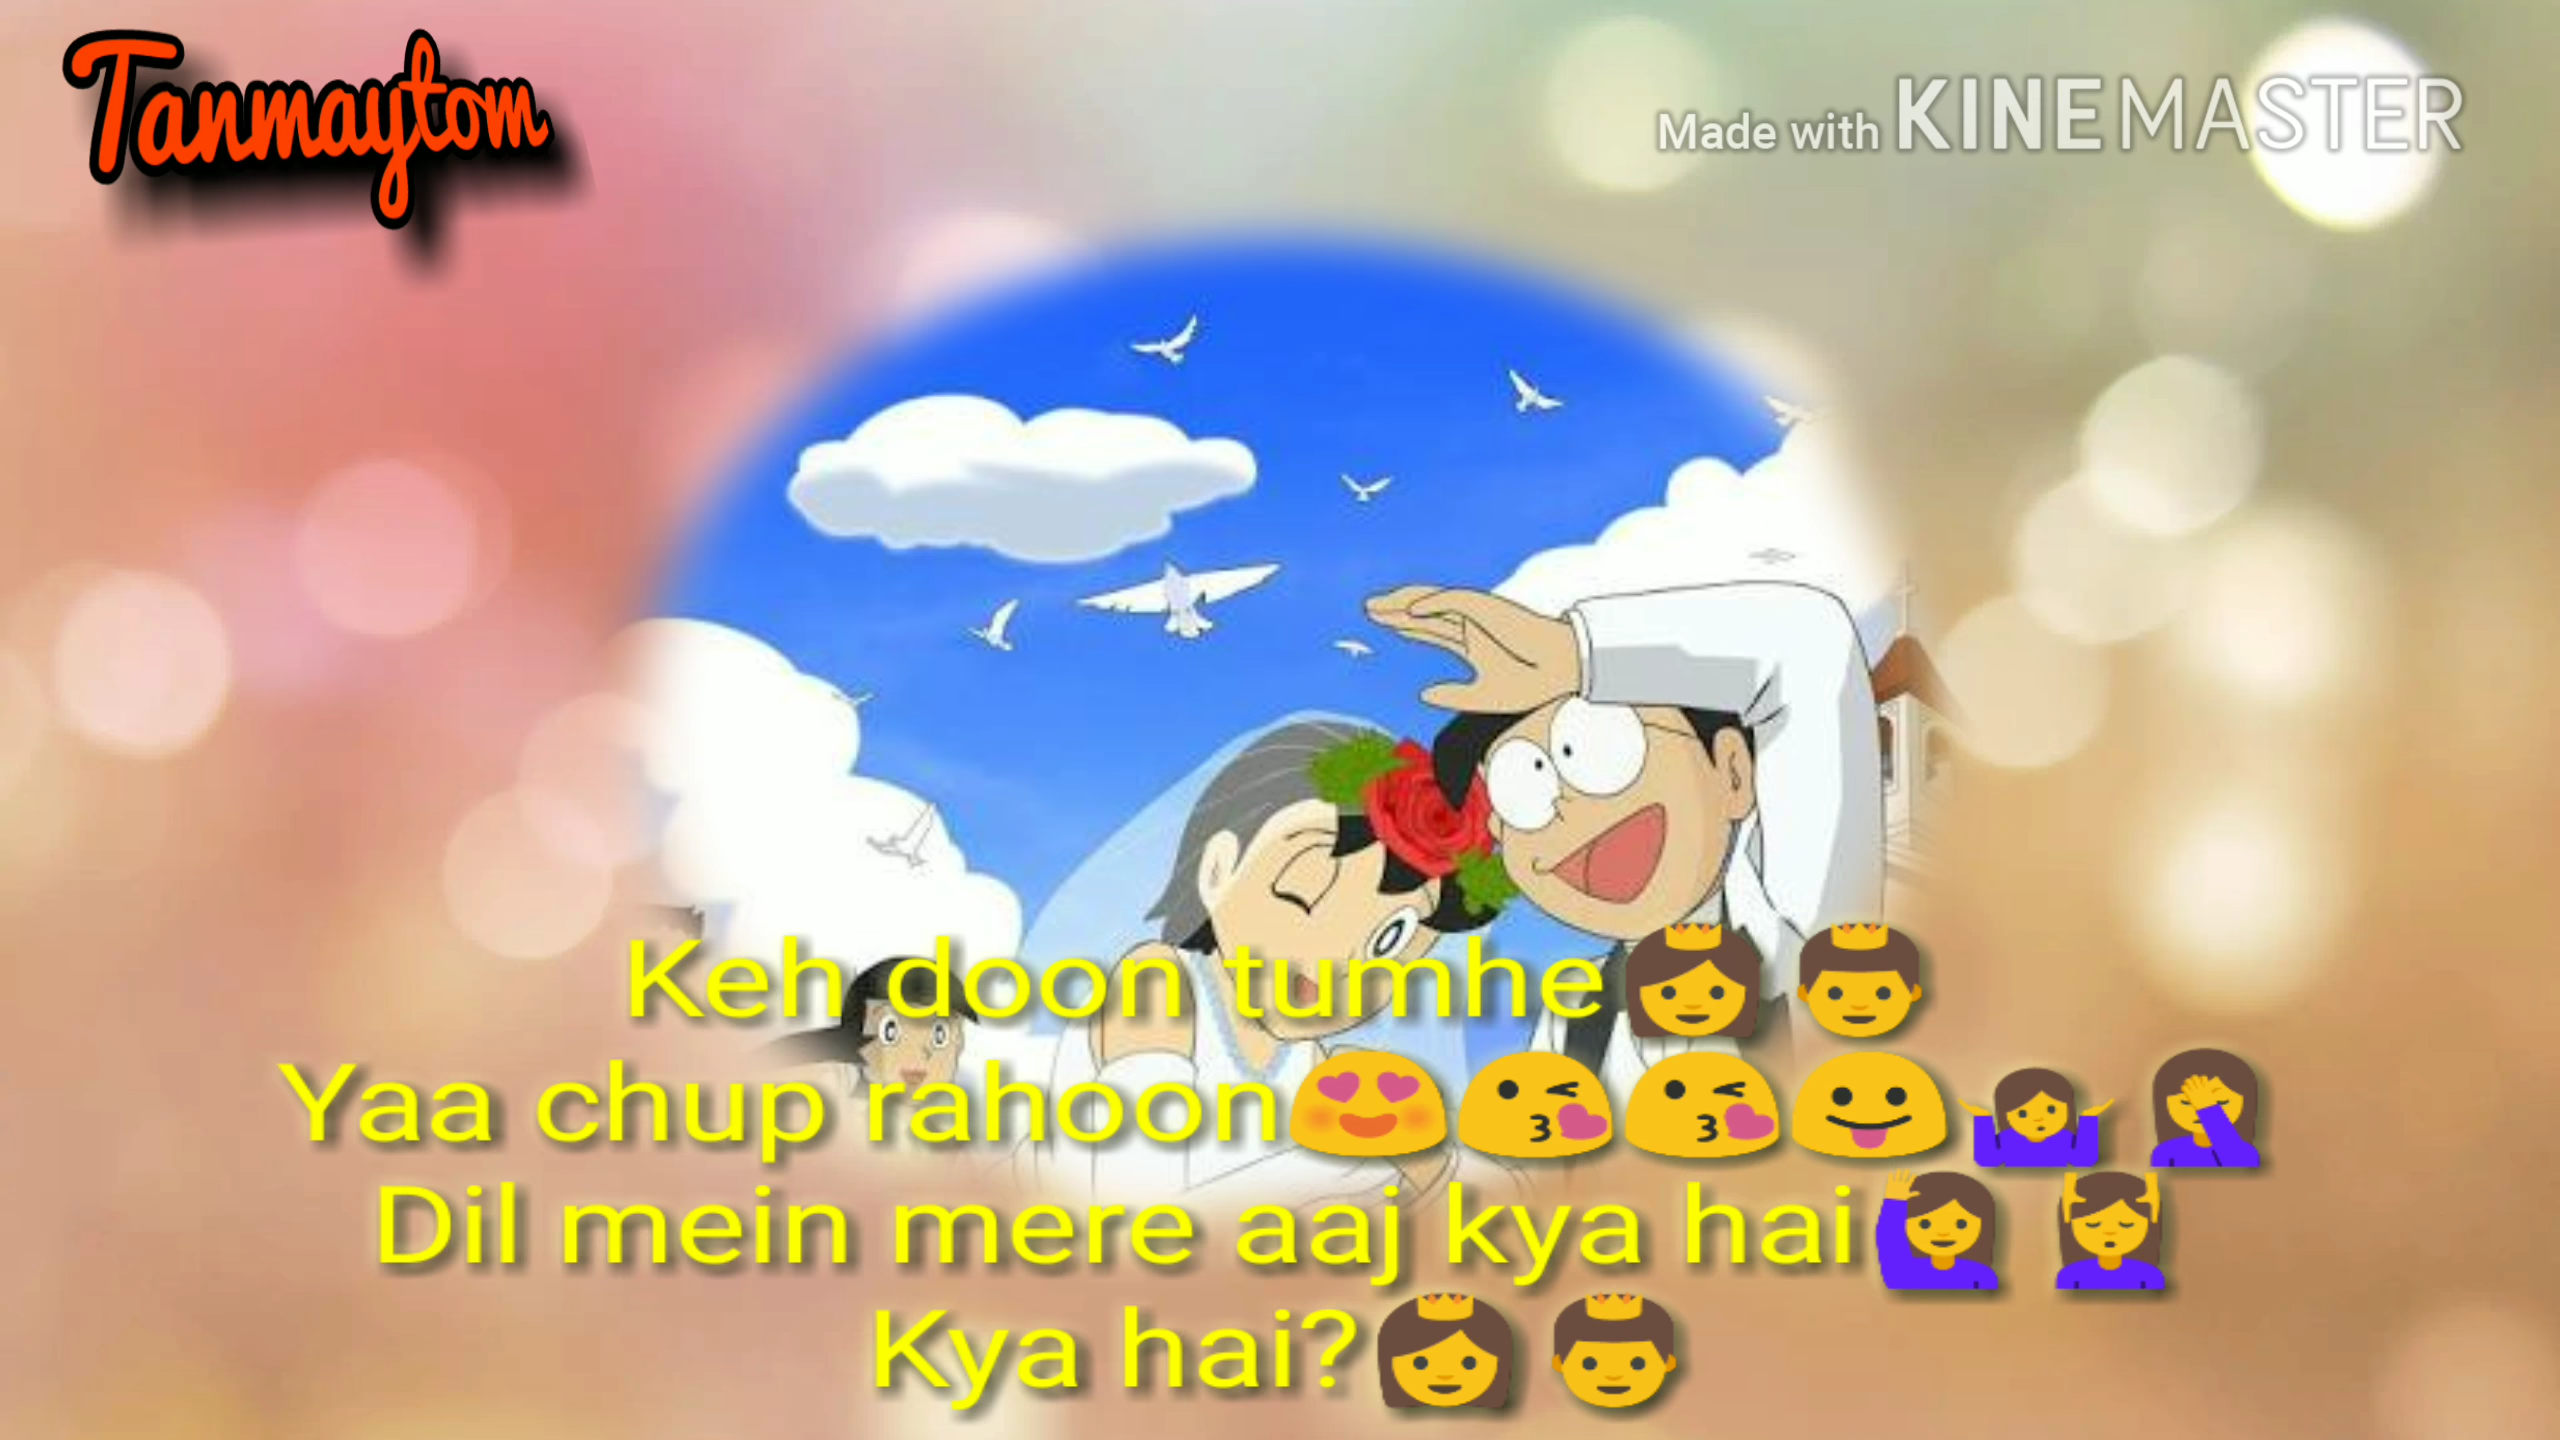 Tanmaytom
Made with KINEMASTER
Keh doon tumhe👸 🤴
Yaa chup rahoon😍😘😘😛🤷‍♀️ 🤦‍♀️
Dil mein mere aaj kya hai🙋‍♀️ 💆‍♀️
Kya hai?👸 🤴